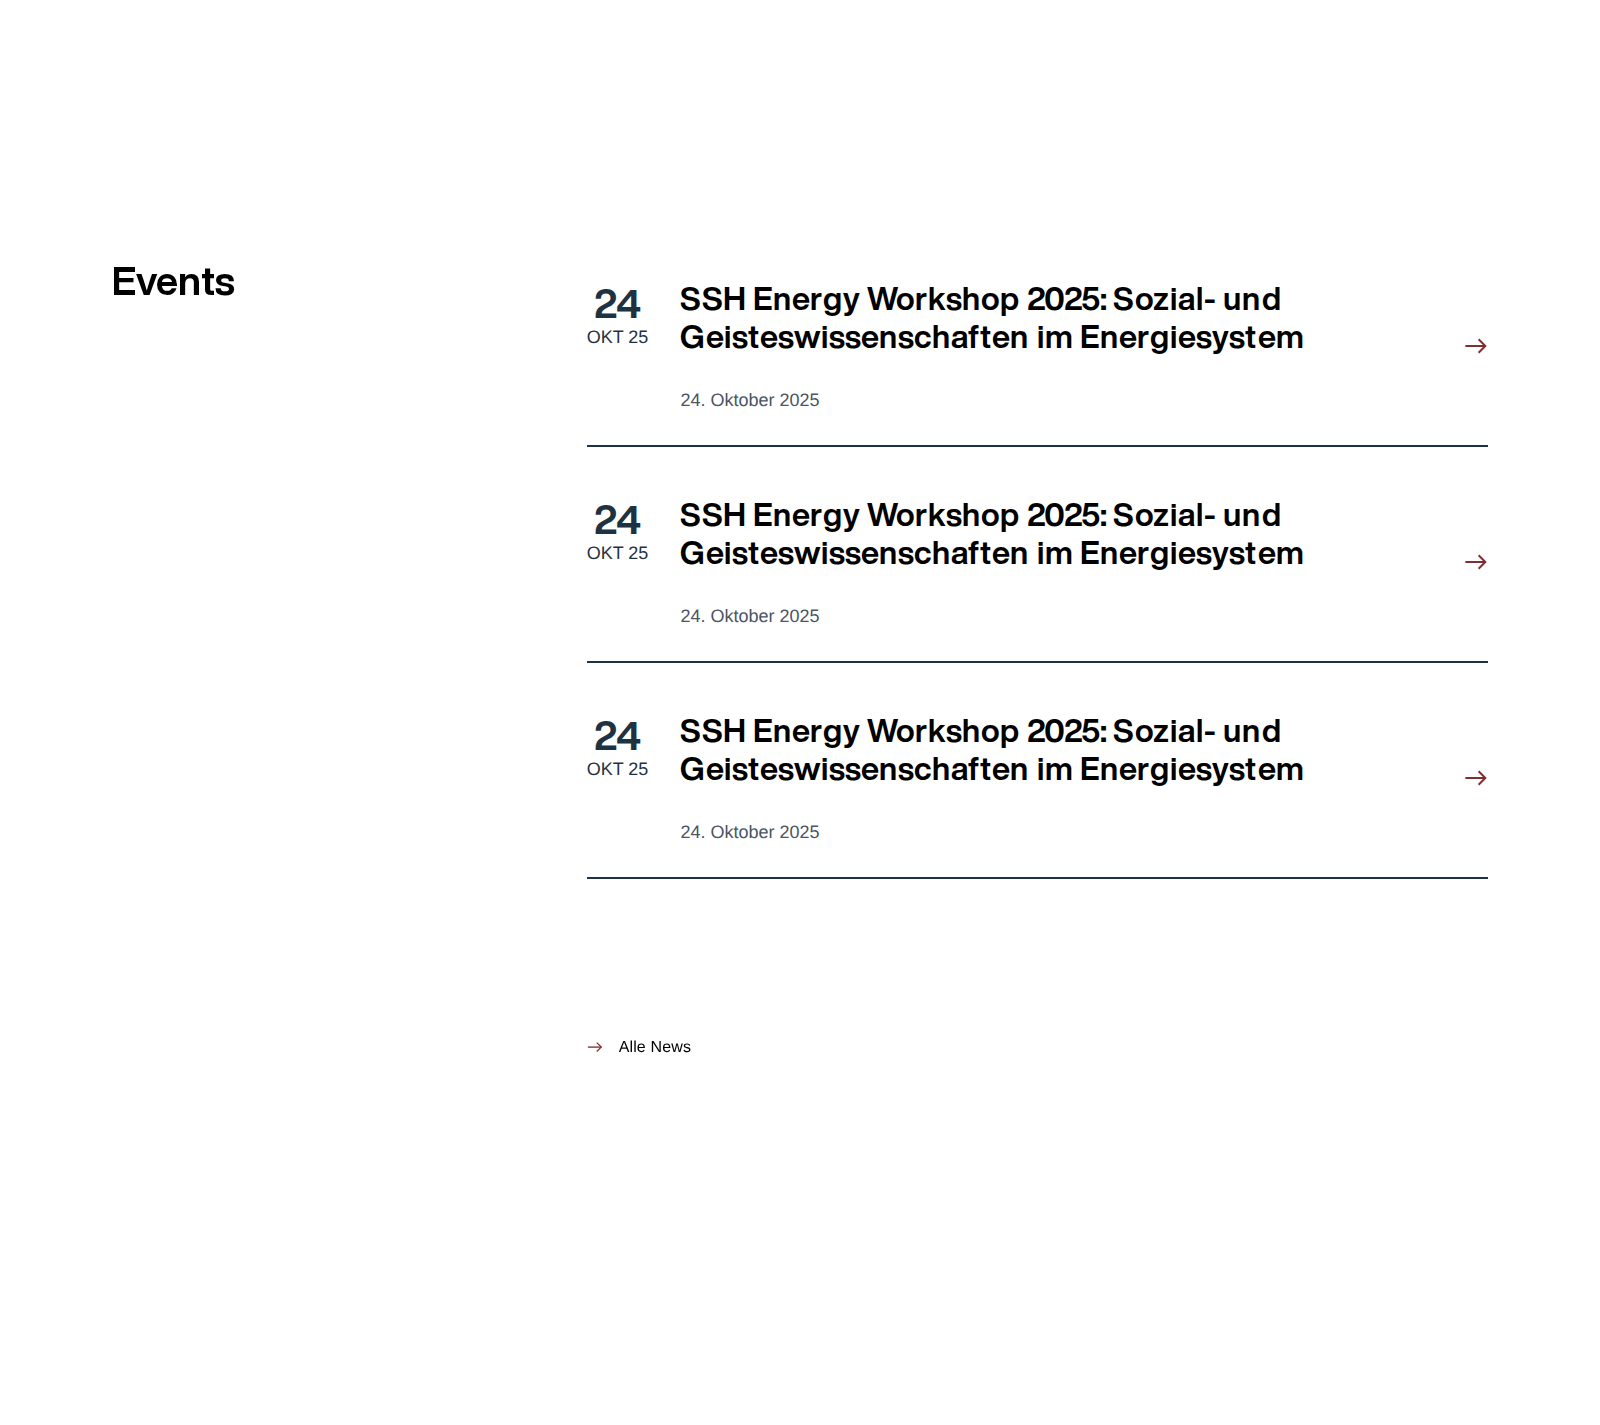 Events
24
OKT 25
SSH Energy Workshop 2025: Sozial- und
Geisteswissenschaften im Energiesystem
24. Oktober 2025
24
OKT 25
SSH Energy Workshop 2025: Sozial- und
Geisteswissenschaften im Energiesystem
24. Oktober 2025
24
OKT 25
SSH Energy Workshop 2025: Sozial- und
Geisteswissenschaften im Energiesystem
24. Oktober 2025
Alle News